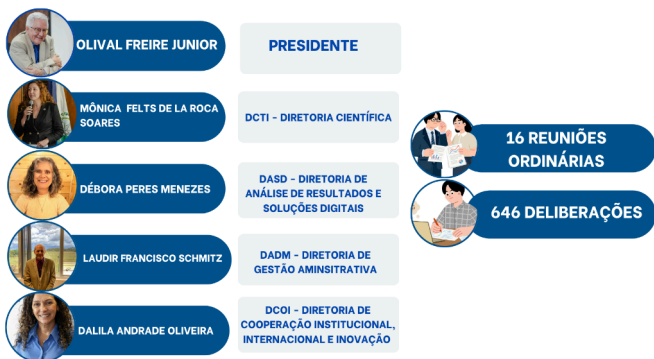 OLIVAL FREIRE JUNIOR
PRESIDENTE
MÔNICA FELTS DE LA ROCA
SOARES
DCTI - DIRETORIA CIENTÍFICA
DÉBORA PERES MENEZES
DASD - DIRETORIA DE
ANÁLISE DE RESULTADOS E
SOLUÇÕES DIGITAIS
LAUDIR FRANCISCO SCHMITZ
DADM - DIRETORIA DE
GESTÃO AMINSITRATIVA
DALILA ANDRADE OLIVEIRA
DCOI - DIRETORIA DE
COOPERAÇÃO INSTITUCIONAL,
INTERNACIONAL E INOVAÇÃO
16 REUNIÕES
ORDINÁRIAS
646 DELIBERAÇÕES